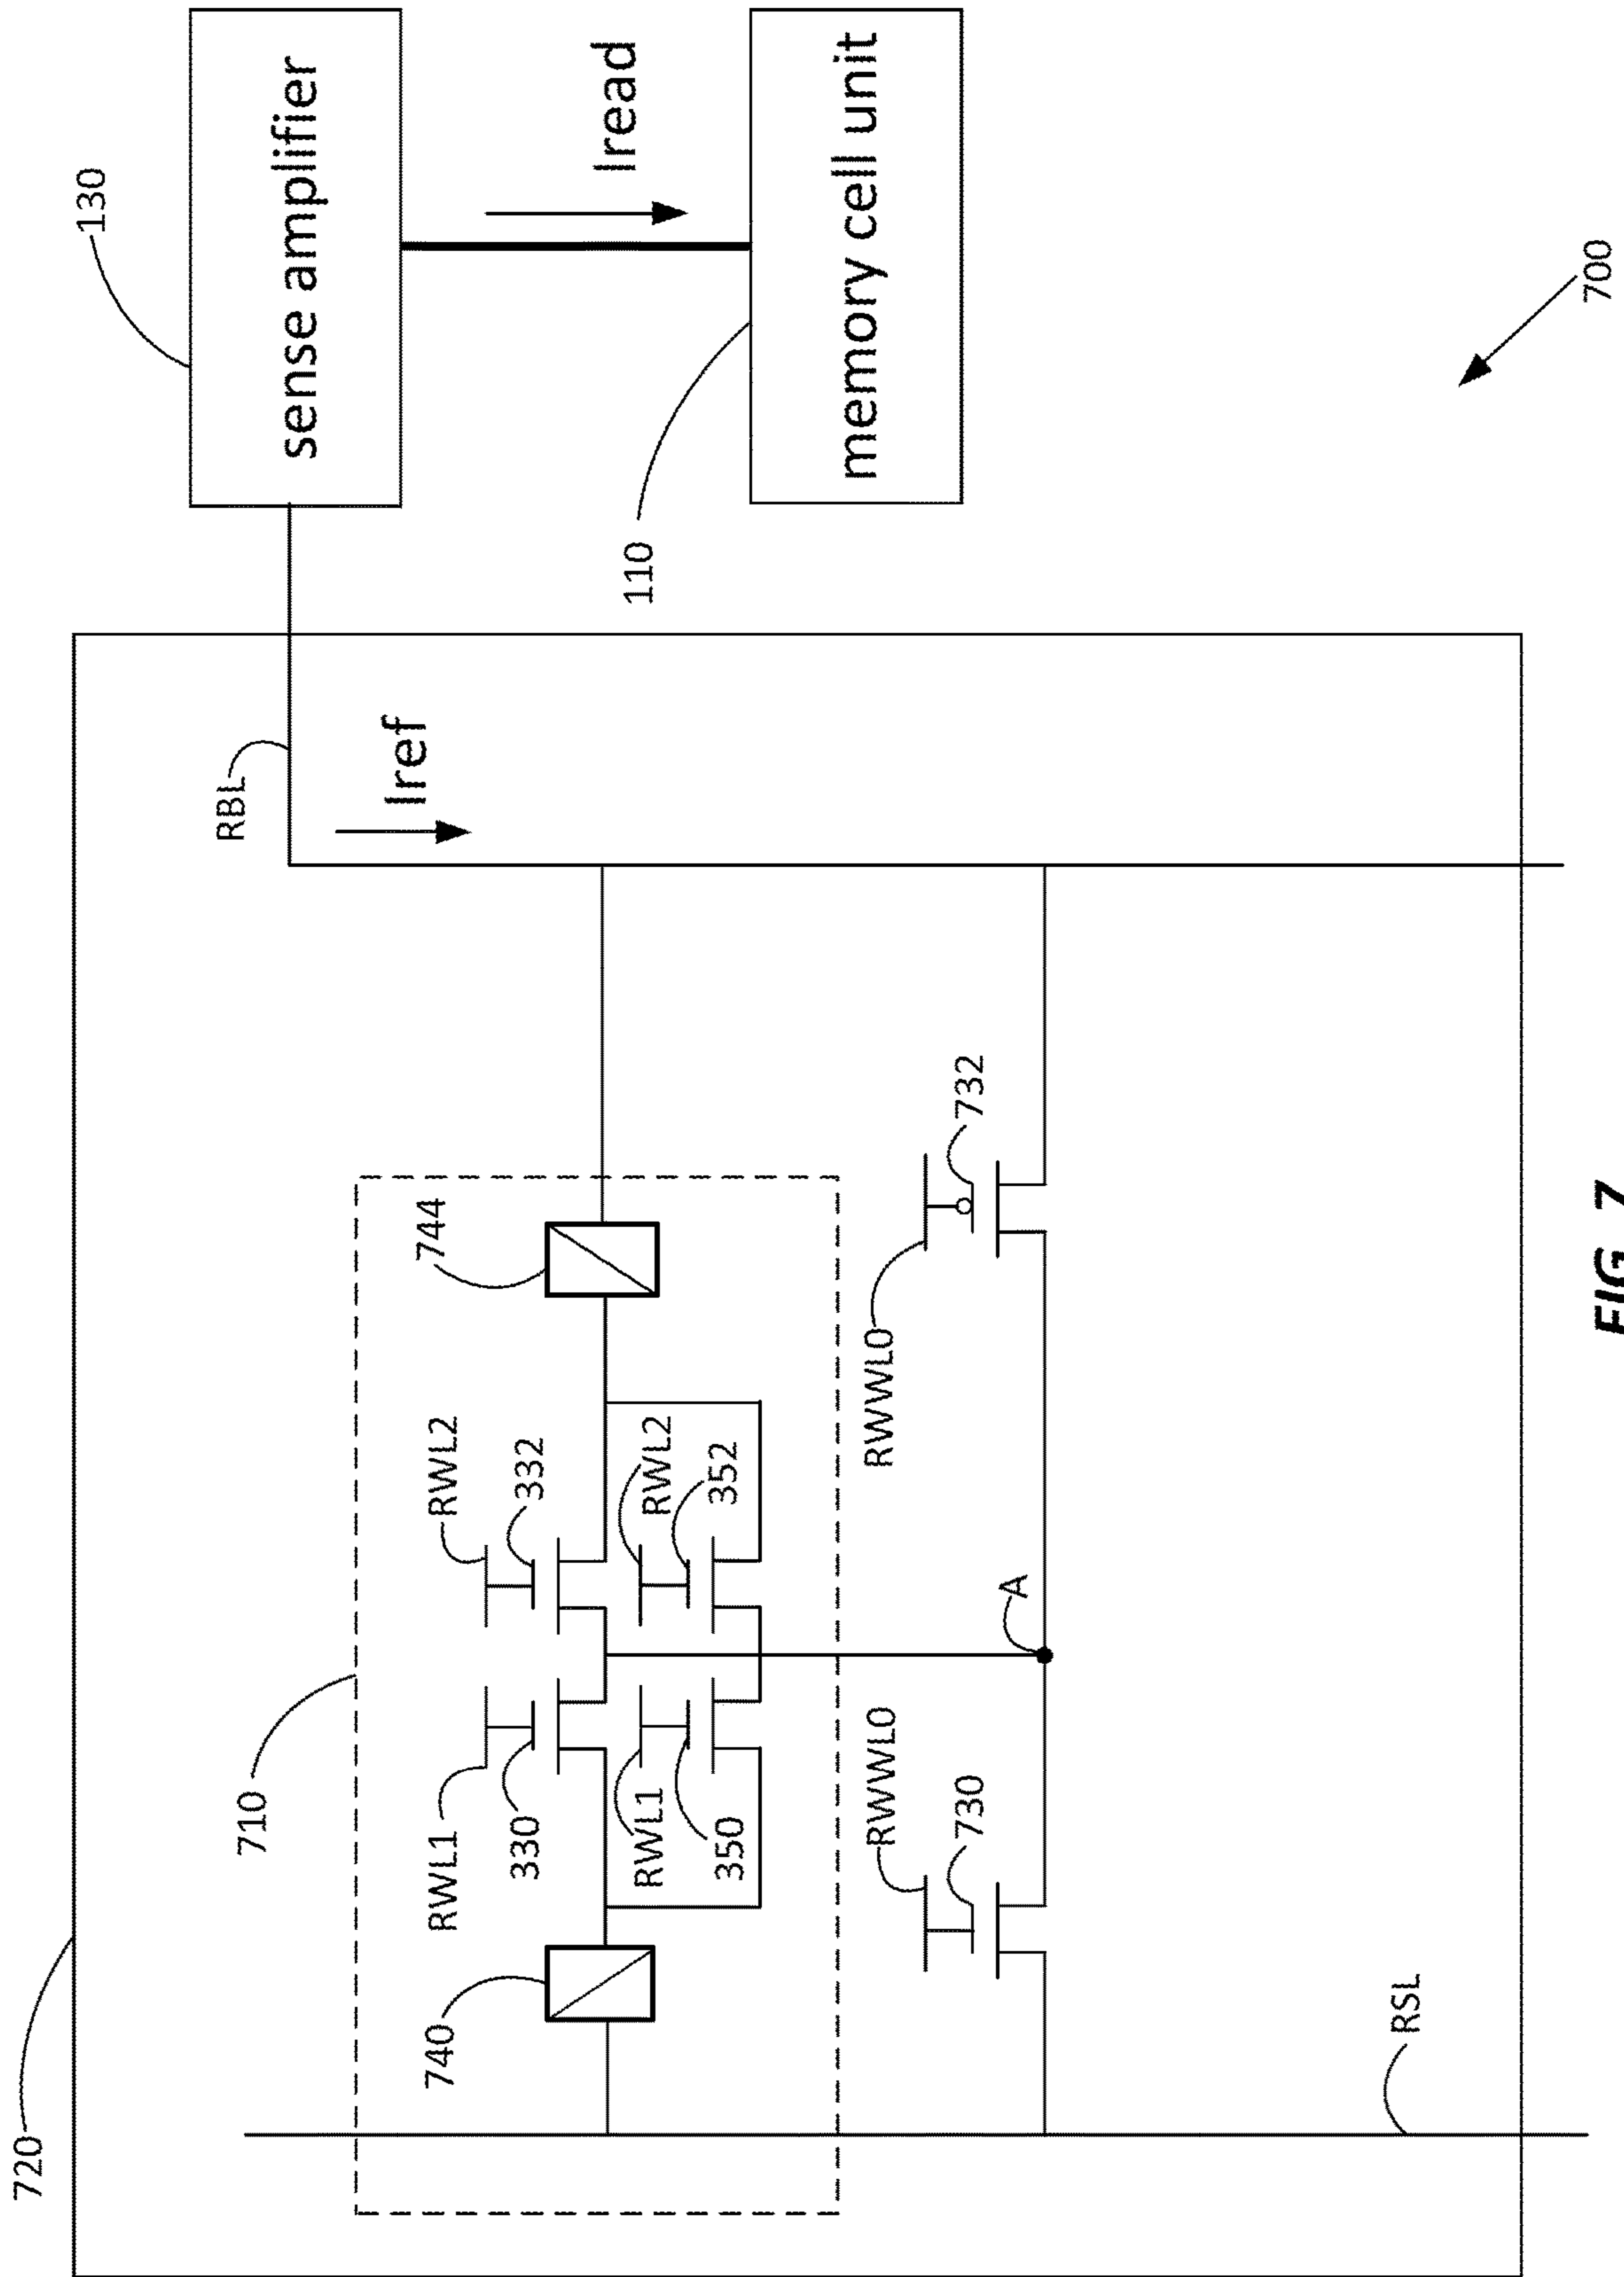 720
130
RBL
710
sense amplifier
Iref
740
RWL1
RWL2
744
330
332
Iread
110
RWL1
RWL2
350
352
memory cell unit
RWWL0
RWWL0
730
732
A
RSL
700
FIG. 7